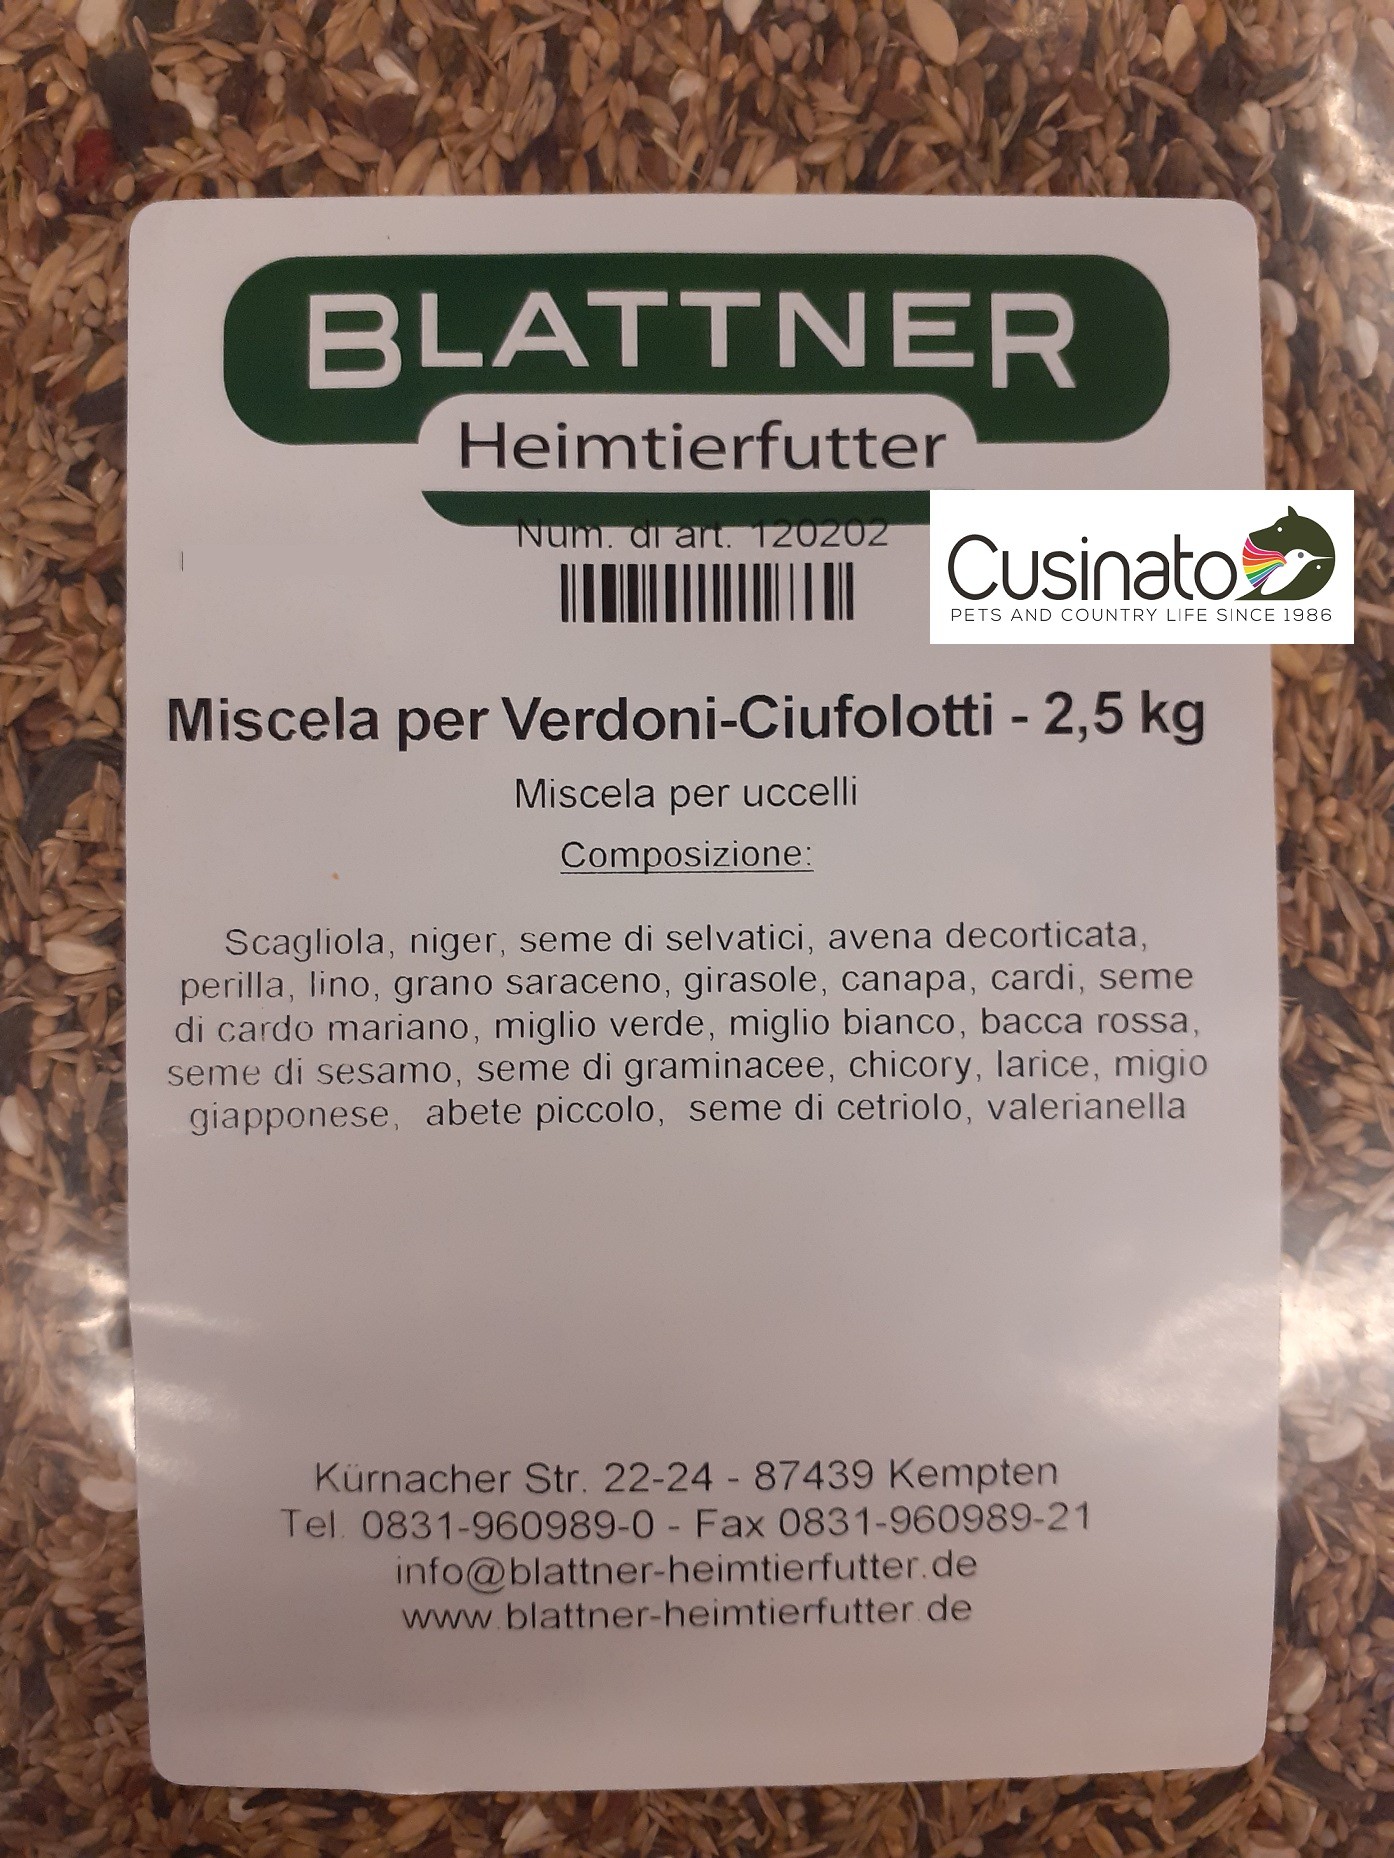 BLATTNER
Heimtierfutter
Num. di art. 120202
Cusinato
PETS AND COUNTRY LIFE SINCE 1986
Miscela per Verdoni-Ciufolotti - 2,5 kg
Miscela per uccelli
Composizione:
Scagliola, niger, seme di selvatici, avena decorticata,
perilla, lino, grano saraceno, girasole, canapa, cardi, seme
di cardo mariano, miglio verde, miglio bianco, bacca rossa,
seme di sesamo, seme di graminacee, chicory, larice, migio
giapponese, abete piccolo, seme di cetriolo, valerianella
Kürnacher Str. 22-24 - 87439 Kempten
Tel. 0831-960989-0 - Fax 0831-960989-21
info@blattner-heimtierfutter.de
www.blattner-heimtierfutter.de